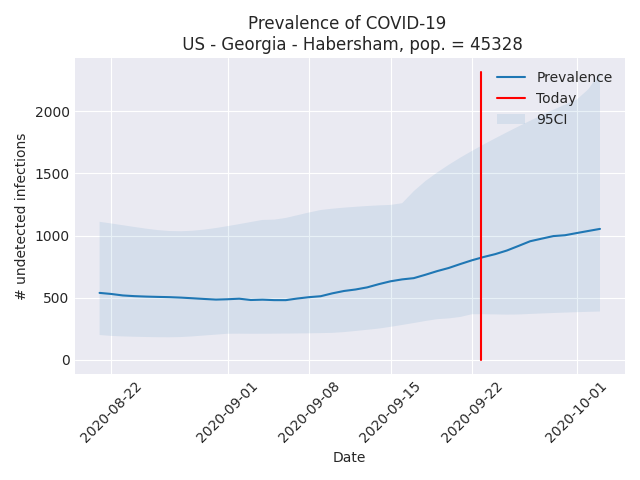 Prevalence of COVID-19
US - Georgia - Habersham, pop. = 45328
Prevalence
Today
95CI
2000
1500
1000
500
0
# undetected infections
2020-08-22
2020-09-01
2020-09-08
2020-09-15
2020-09-22
2020-10-01
Date